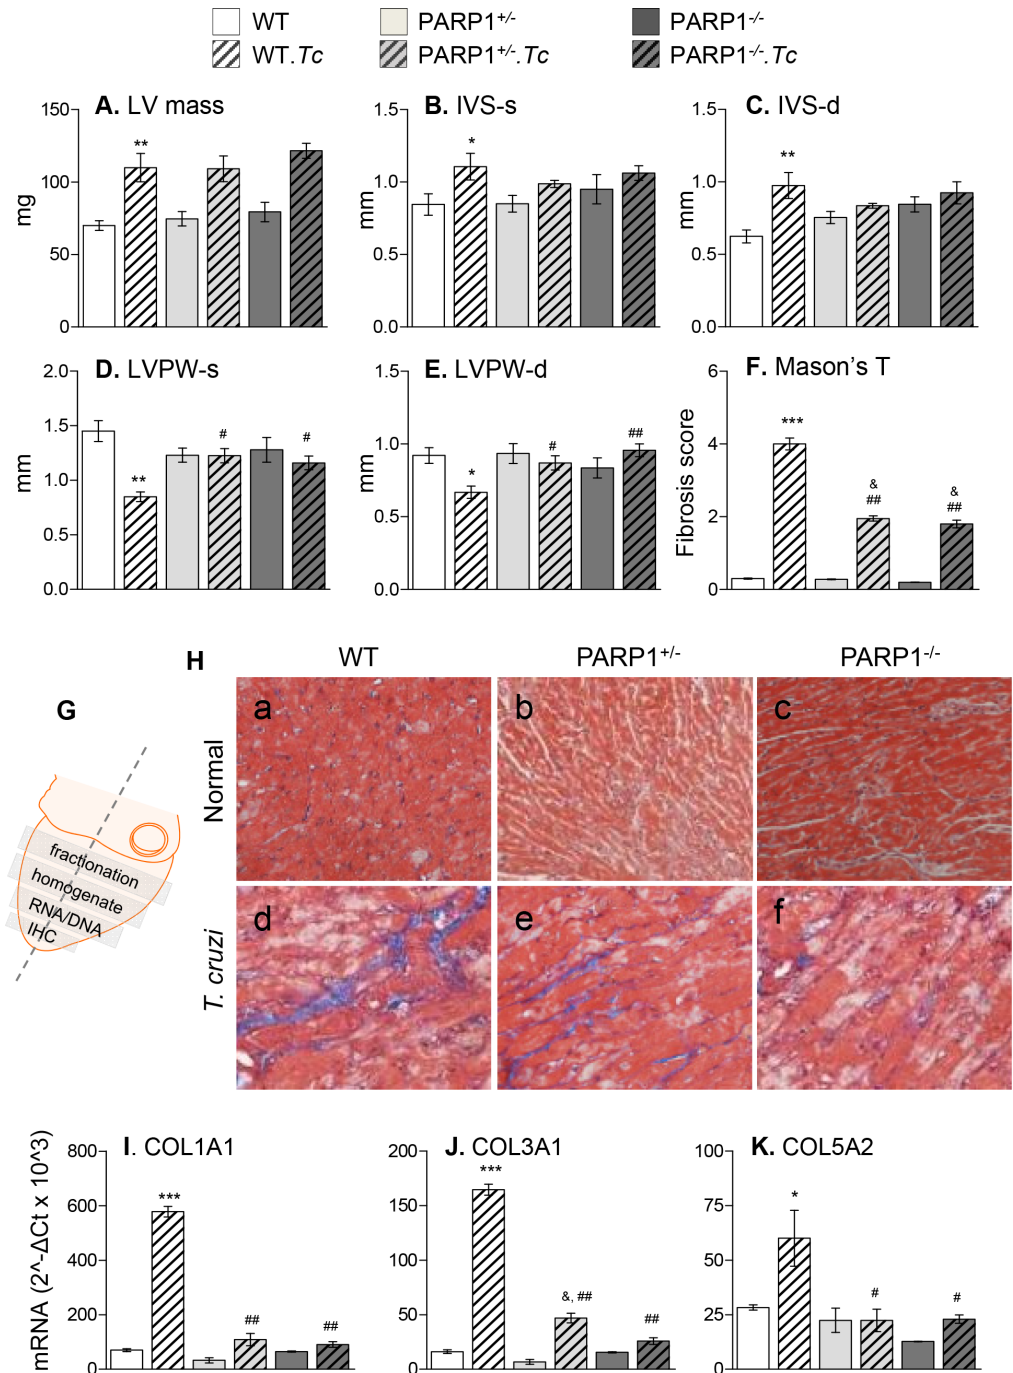 WT PARP1+/- PARP1-/-
WT.Tc PARP1+/-.Tc PARP1-/-.Tc
A. LV mass
150
100
50
0
mg
**
B. IVS-s
1.5
1.0
0.5
0.0
mm
*
C. IVS-d
1.5
1.0
0.5
0.0
mm
**
D. LVPW-s
2.0
1.5
1.0
0.5
0.0
mm
**
#
#
E. LVPW-d
1.5
1.0
0.5
0.0
mm
*
#
##
F. Mason's T
6
4
2
0
Fibrosis score
***
&
##
&
##
G
fractionation
homogenate
RNA/DNA
IHC
H
WT PARP1+/- PARP1-/-
Normal
a b c
T. cruzi
d e f
mRNA (2^-ΔCt x 10^3)
I. COL1A1
800
600
400
200
0
***
##
##
J. COL3A1
200
150
100
50
0
***
&, ##
##
K. COL5A2
100
75
50
25
0
*
#
#